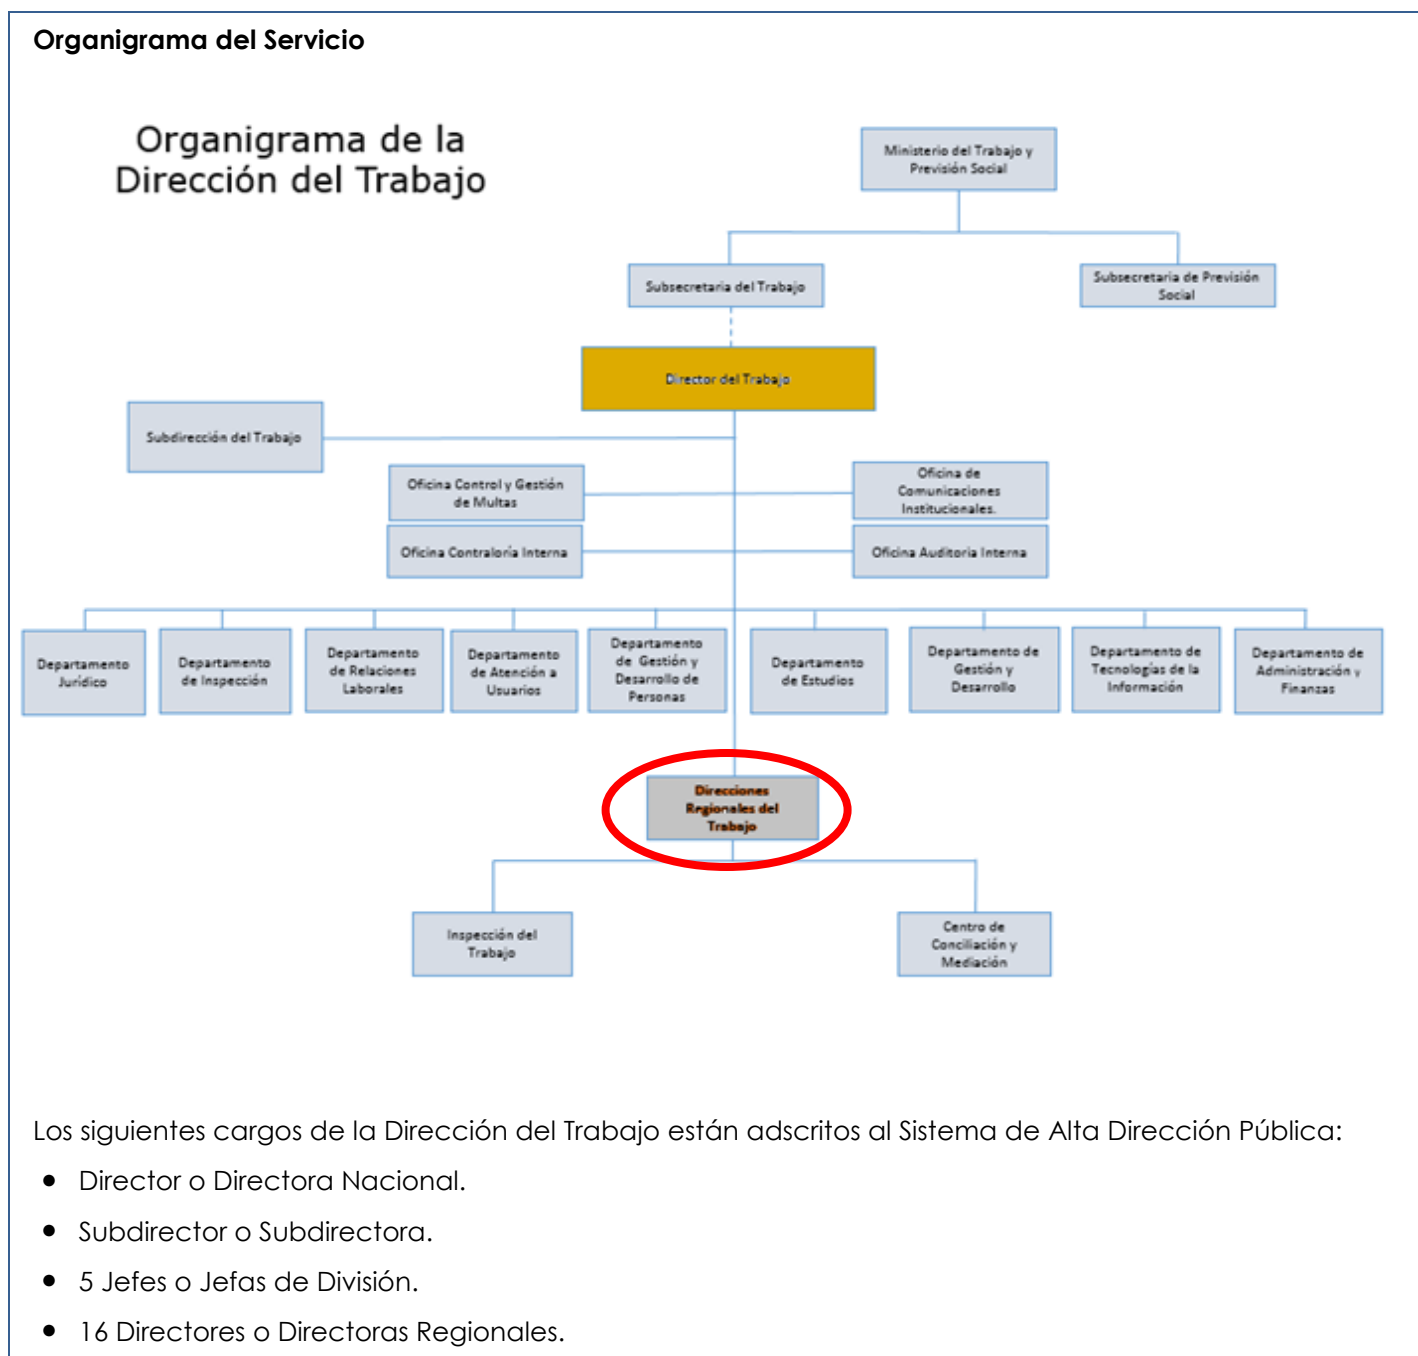 Organigrama del Servicio
Organigrama de la
Dirección del Trabajo
Ministerio del Trabajo y
Previsión Social
Subsecretaria del Trabajo
Subsecretaria de Previsión
Social
Director del Trabajo
Subdirección del Trabajo
Oficina Control y Gestión
de Multas
Oficina de
Comunicaciones
Institucionales.
Oficina Contraloría Interna
Oficina Auditoria Interna
Departamento
Jurídico
Departamento
de Inspección
Departamento
de Relaciones
Laborales
Departamento
de Atención a
Usuarios
Departamento
de Gestión y
Desarrollo de
Personas
Departamento
de Estudios
Departamento de
Gestión y
Desarrollo
Departamento de
Tecnologías de la
Información
Departamento de
Administración y
Finanzas
Direcciones
Regionales del
Trabajo
Inspección del
Trabajo
Centro de
Conciliación y
Mediación
Los siguientes cargos de la Dirección del Trabajo están adscritos al Sistema de Alta Dirección Pública:
• Director o Directora Nacional.
• Subdirector o Subdirectora.
• 5 Jefes o Jefas de División.
• 16 Directores o Directoras Regionales.